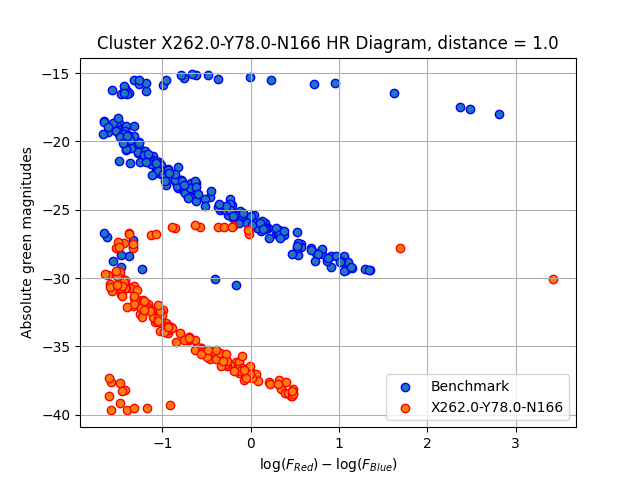 Cluster X262.0-Y78.0-N166 HR Diagram, distance = 1.0
Absolute green magnitudes
−15
−20
−25
−30
−35
−40
−1
0
1
2
3
log(F_Red) − log(F_Blue)
Benchmark
X262.0-Y78.0-N166